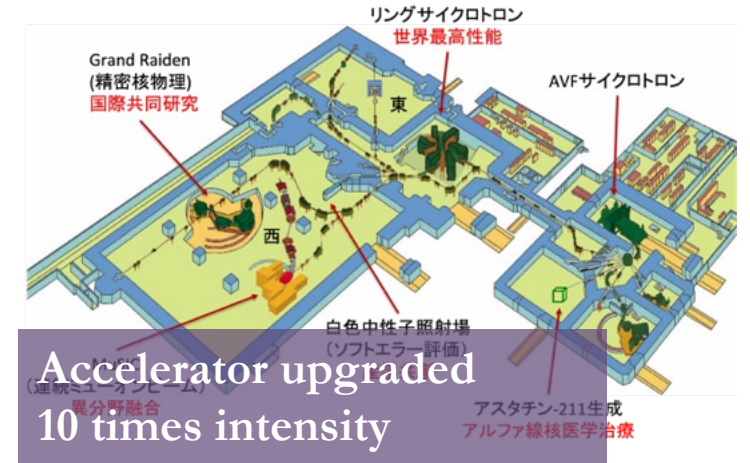 リングサイクロトロン
世界最高性能
Grand Raiden
(精密核物理)
国際共同研究
AVFサイクロトロン
東
西
白色中性子照射場
（ソフトエラー評価）
MuSIC
（連続ミューオンビーム）
異分野融合
Accelerator upgraded
10 times intensity
アスタチン-211生成
アルファ線核医学治療